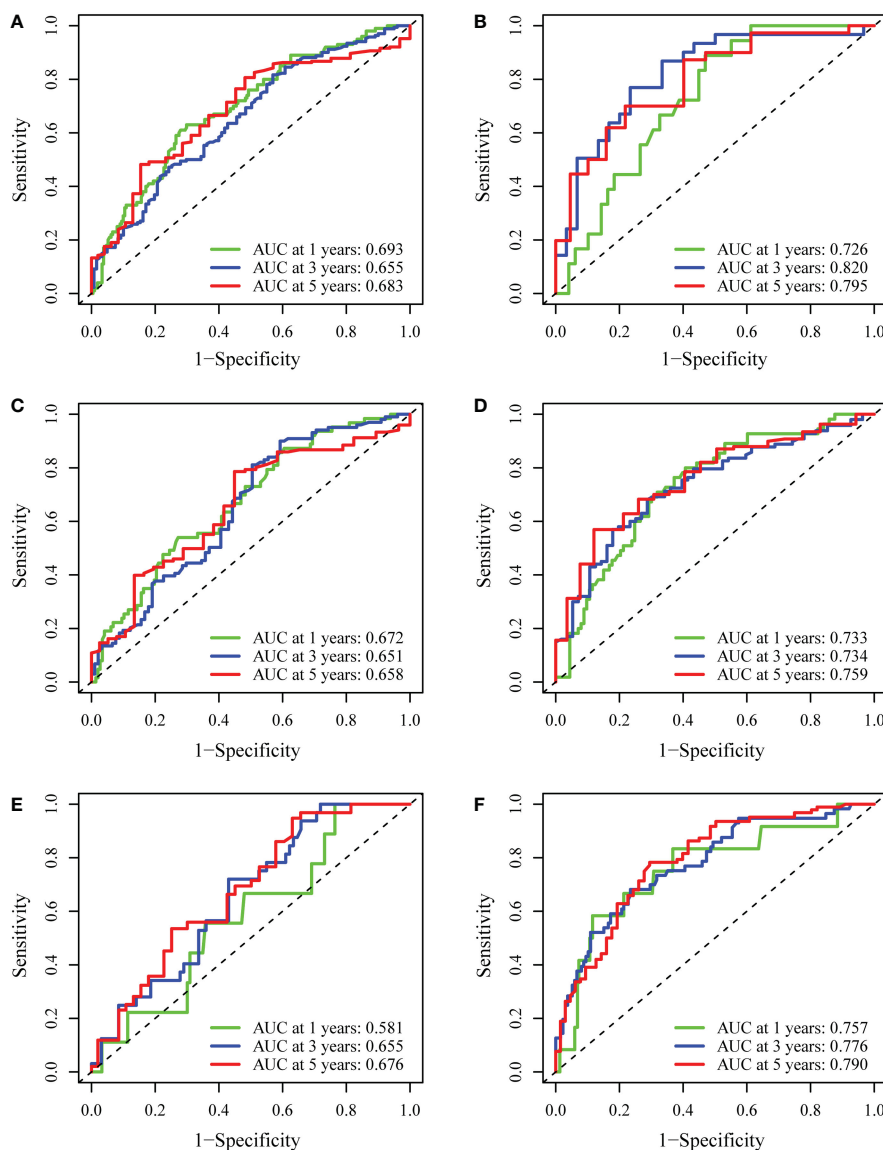 A
Sensitivity
1.0
0.8
0.6
0.4
0.2
0.0
AUC at 1 years: 0.693
AUC at 3 years: 0.655
AUC at 5 years: 0.683
0.0 0.2 0.4 0.6 0.8 1.0
1−Specificity
B
Sensitivity
1.0
0.8
0.6
0.4
0.2
0.0
AUC at 1 years: 0.726
AUC at 3 years: 0.820
AUC at 5 years: 0.795
0.0 0.2 0.4 0.6 0.8 1.0
1−Specificity
C
Sensitivity
1.0
0.8
0.6
0.4
0.2
0.0
AUC at 1 years: 0.672
AUC at 3 years: 0.651
AUC at 5 years: 0.658
0.0 0.2 0.4 0.6 0.8 1.0
1−Specificity
D
Sensitivity
1.0
0.8
0.6
0.4
0.2
0.0
AUC at 1 years: 0.733
AUC at 3 years: 0.734
AUC at 5 years: 0.759
0.0 0.2 0.4 0.6 0.8 1.0
1−Specificity
E
Sensitivity
1.0
0.8
0.6
0.4
0.2
0.0
AUC at 1 years: 0.581
AUC at 3 years: 0.655
AUC at 5 years: 0.676
0.0 0.2 0.4 0.6 0.8 1.0
1−Specificity
F
Sensitivity
1.0
0.8
0.6
0.4
0.2
0.0
AUC at 1 years: 0.757
AUC at 3 years: 0.776
AUC at 5 years: 0.790
0.0 0.2 0.4 0.6 0.8 1.0
1−Specificity